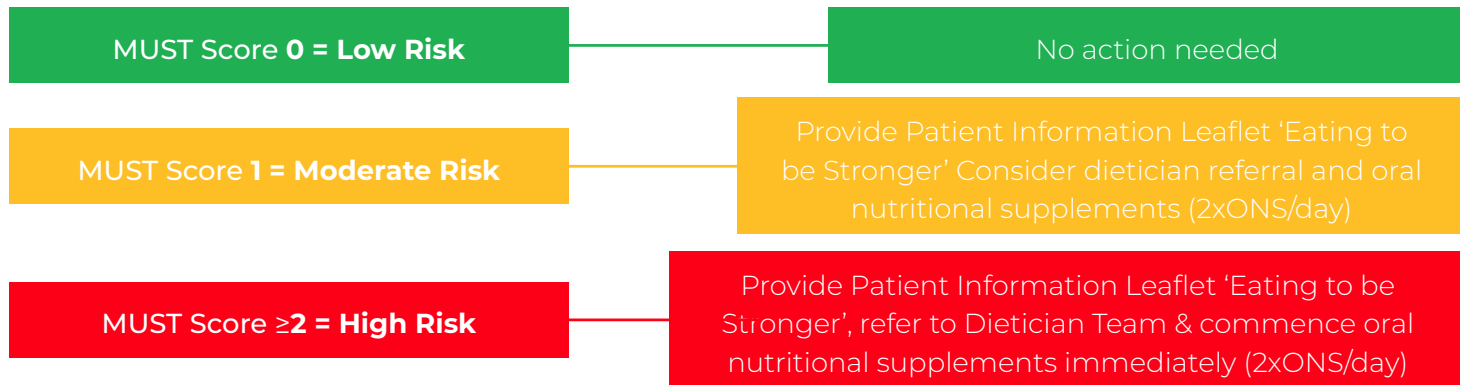 MUST Score 0 = Low Risk
No action needed
MUST Score 1 = Moderate Risk
Provide Patient Information Leaflet ‘Eating to
be Stronger’ Consider dietician referral and oral
nutritional supplements (2xONS/day)
MUST Score ≥2 = High Risk
Provide Patient Information Leaflet ‘Eating to be
Stronger’, refer to Dietician Team & commence oral
nutritional supplements immediately (2xONS/day)